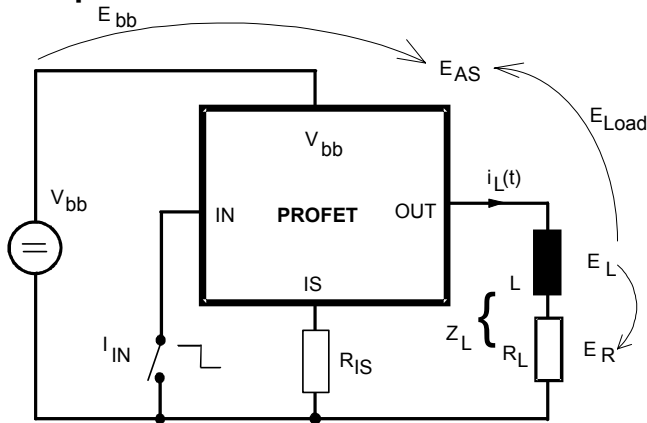 E bb
E AS
E Load
V bb
V bb
i L (t)
IN
PROFET
OUT
IS
L
E L
Z L
{
R L
E R
I IN
R IS